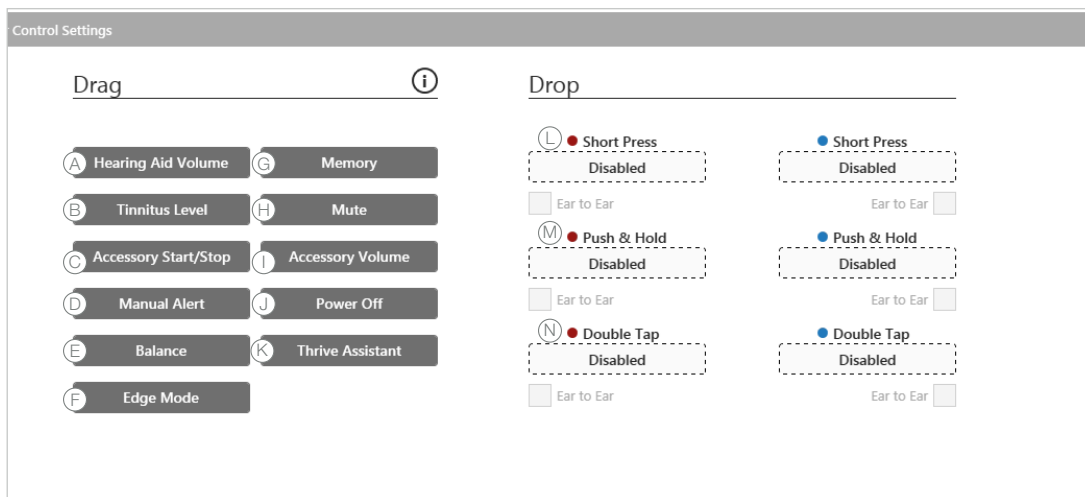 Control Settings
Drag
i
Drop
A Hearing Aid Volume
G Memory
B Tinnitus Level
H Mute
C Accessory Start/Stop
I Accessory Volume
D Manual Alert
J Power Off
E Balance
K Thrive Assistant
F Edge Mode
L Short Press
Short Press
Disabled
Disabled
Ear to Ear
Ear to Ear
M Push & Hold
Push & Hold
Disabled
Disabled
Ear to Ear
Ear to Ear
N Double Tap
Double Tap
Disabled
Disabled
Ear to Ear
Ear to Ear